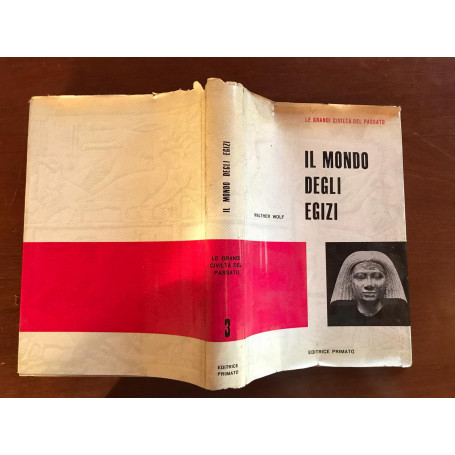 LE GRANDI CIVILTÀ DEL PASSATO
IL MONDO
DEGLI
EGIZI
WALTHER WOLF
EDITRICE PRIMATO
IL MONDO DEGLI EGIZI
LE GRANDI
CIVILTÀ DEL
PASSATO
3
EDITRICE
PRIMATO